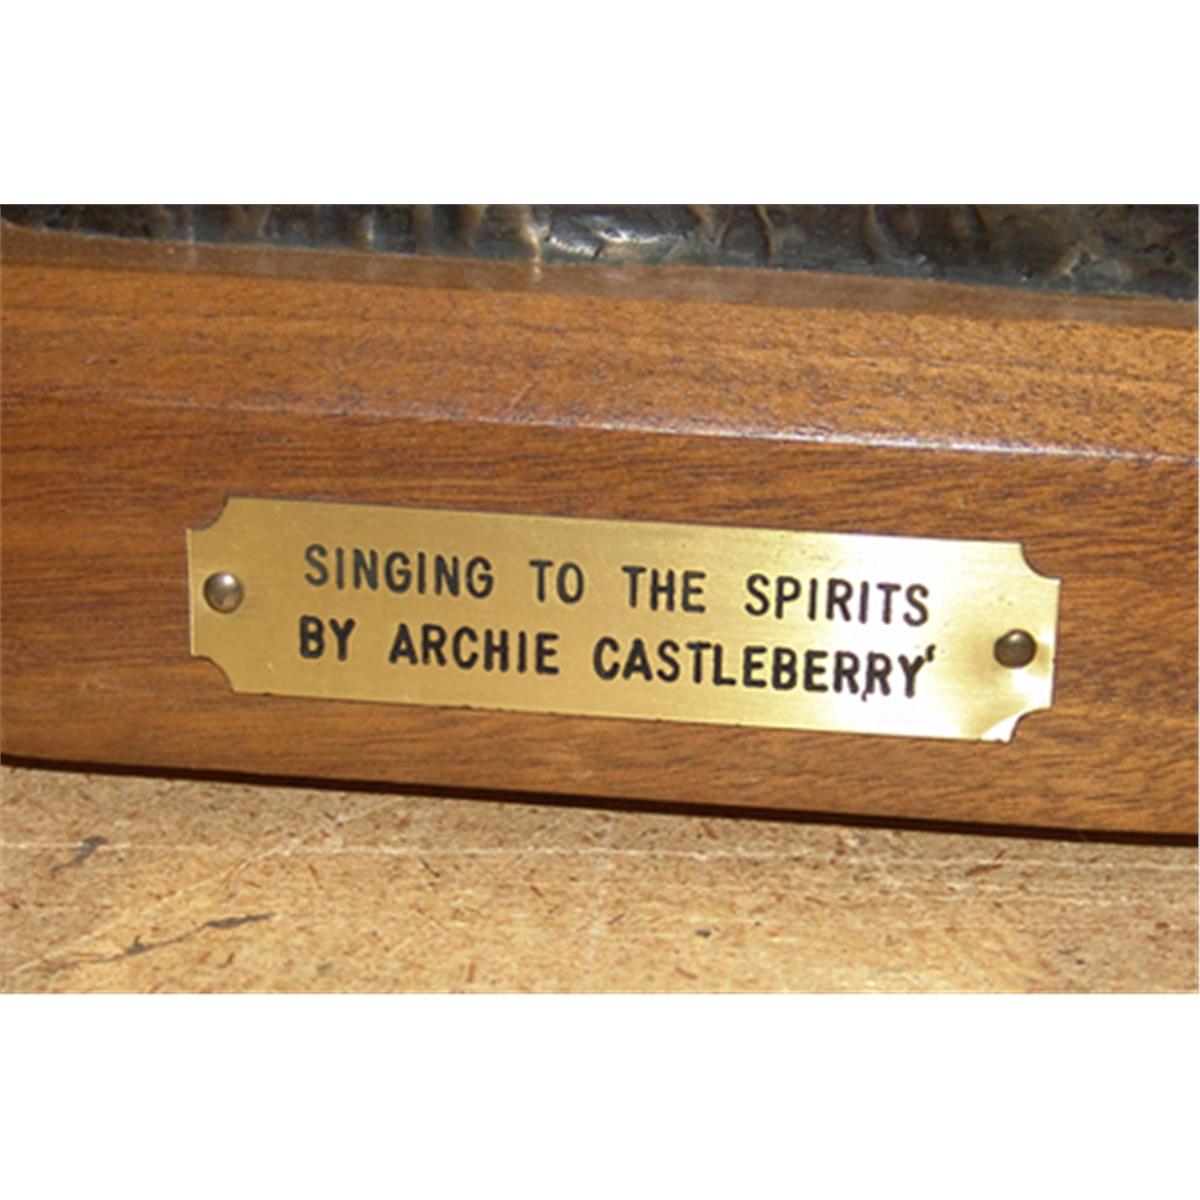 SINGING TO THE SPIRITS
BY ARCHIE CASTLEBERRY